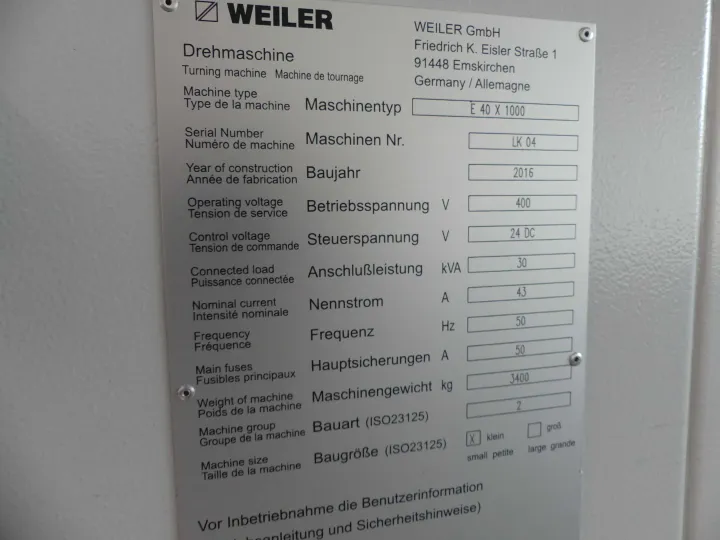 WEILER
WEILER GmbH
Friedrich K. Eisler Straße 1
91448 Emskirchen
Germany / Allemagne
Drehmaschine
Turning machine Machine de tournage
Machine type
Type de la machine Maschinentyp E 40 X 1000
Serial Number
Numéro de machine Maschinen Nr. LK 04
Year of construction
Année de fabrication Baujahr 2016
Operating voltage
Tension de service Betriebsspannung V 400
Control voltage
Tension de commande Steuerspannung V 24 DC
Connected load
Puissance connectée Anschlußleistung kVA 30
Nominal current
Intensité nominale Nennstrom A 43
Frequency
Fréquence Frequenz Hz 50
Main fuses
Fusibles principaux Hauptsicherungen A 50
Weight of machine
Poids de la machine Maschinengewicht kg 3400
Machine group
Groupe de la machine Bauart (ISO23125) 2
Machine size
Taille de la machine Baugröße (ISO23125) X klein groß
small petite large grande
Vor Inbetriebnahme die Benutzerinformation
und Sicherheitshinweise)